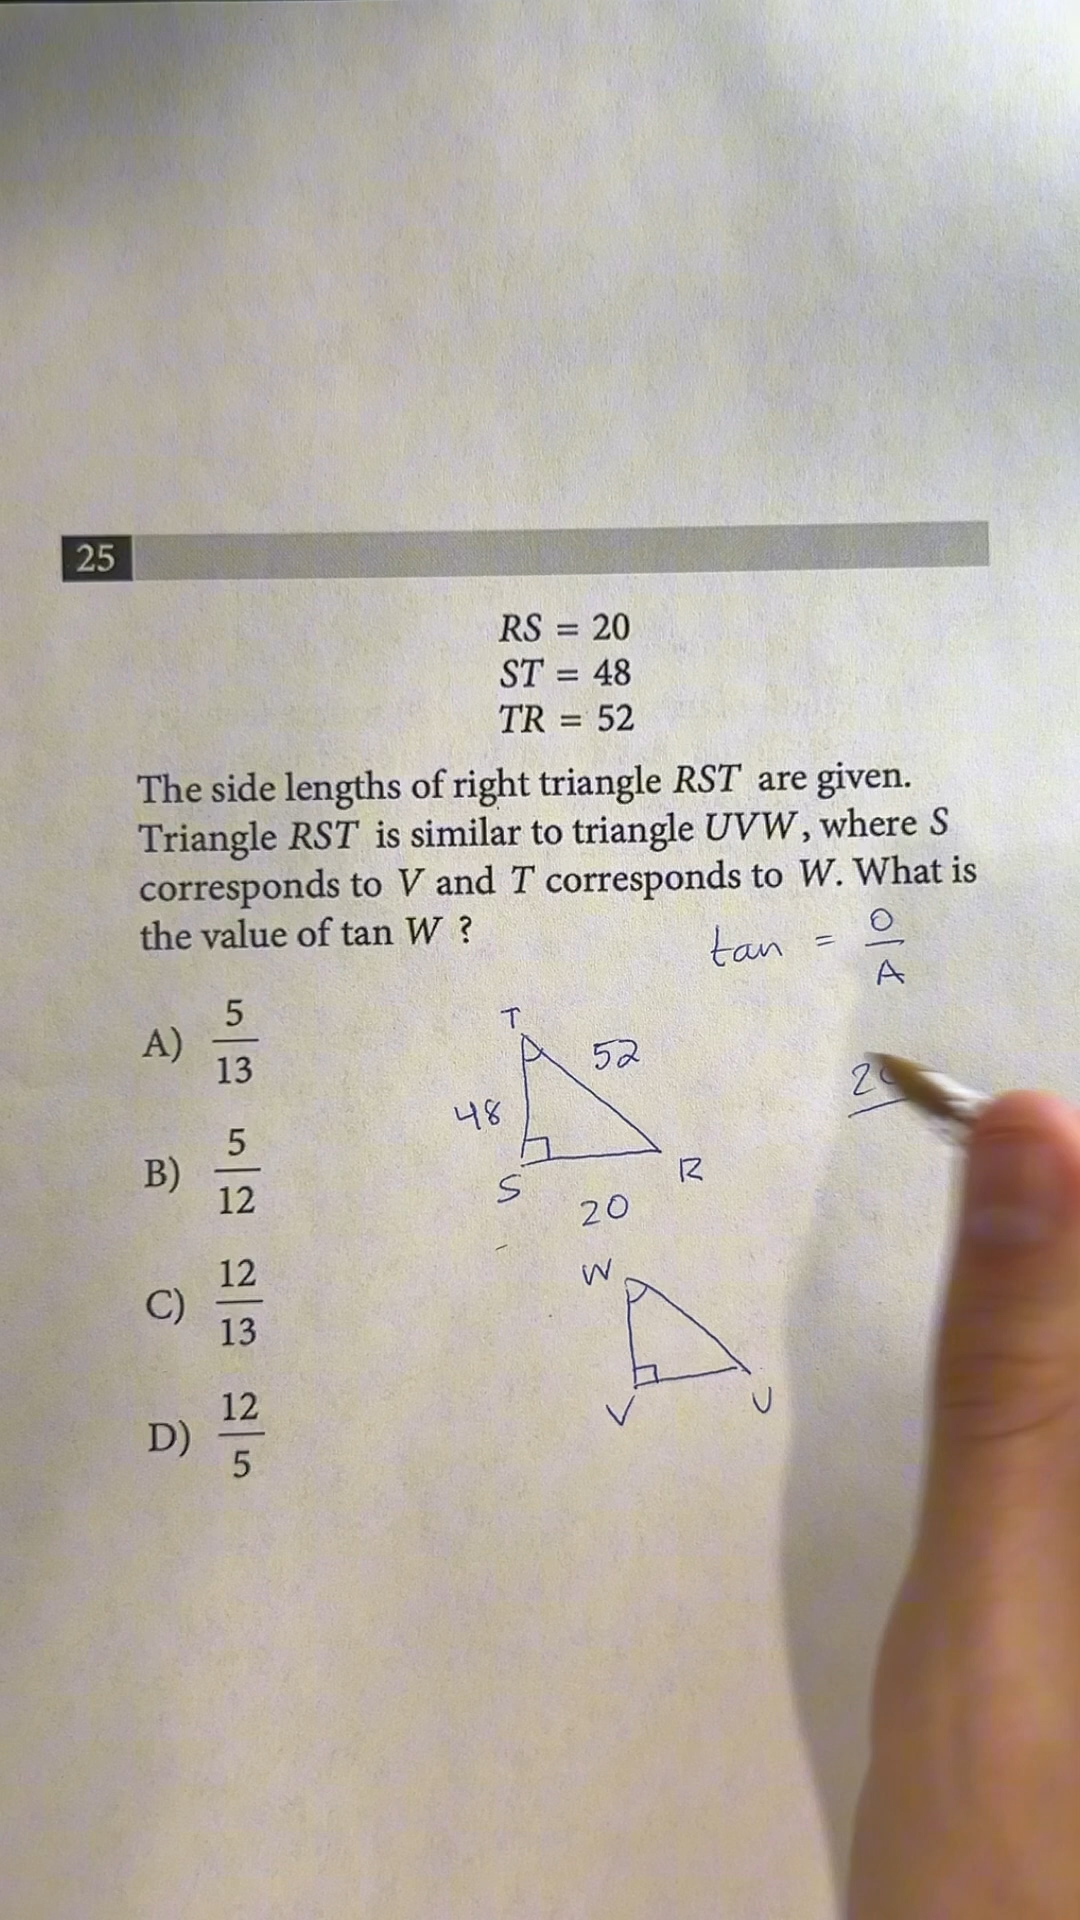 25
RS = 20
ST = 48
TR = 52
The side lengths of right triangle RST are given.
Triangle RST is similar to triangle UVW, where S
corresponds to V and T corresponds to W. What is
the value of tan W ?
tan = O/A
A) 5/13
B) 5/12
C) 12/13
D) 12/5
T
52
48
S
R
20
W
V
U